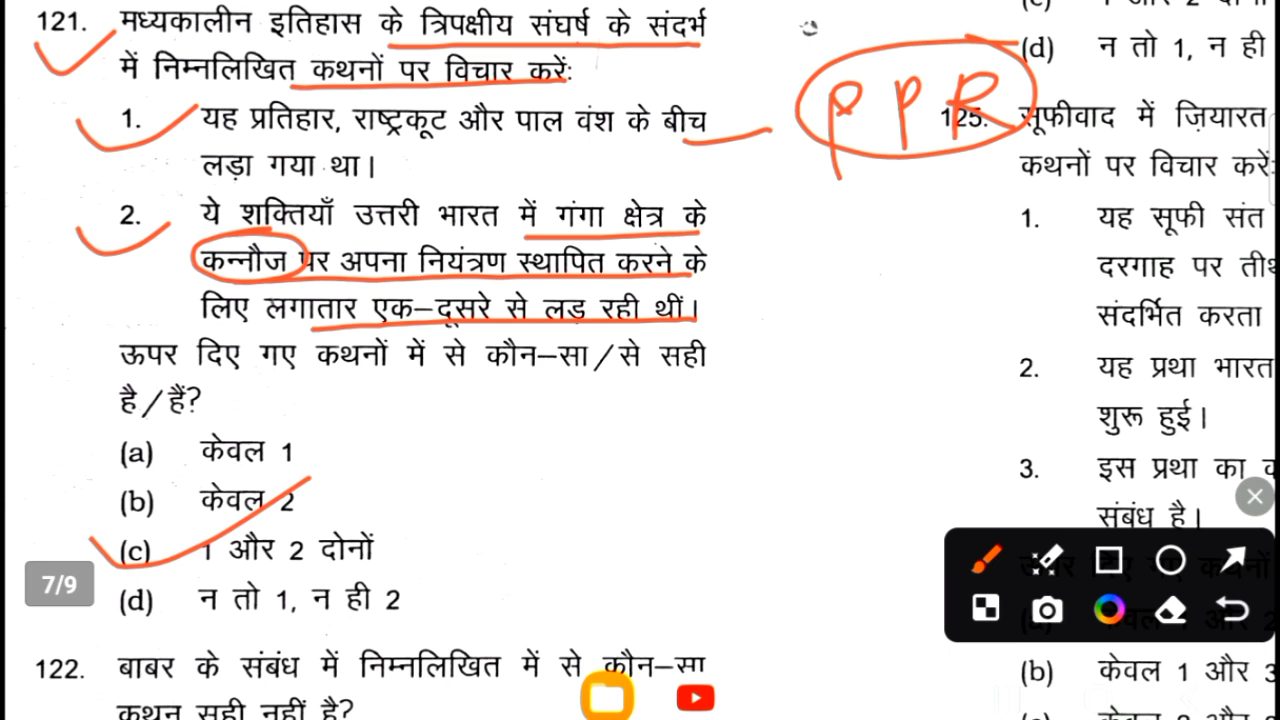 121. मध्यकालीन इतिहास के त्रिपक्षीय संघर्ष के संदर्भ
में निम्नलिखित कथनों पर विचार करें:
1. यह प्रतिहार, राष्ट्रकूट और पाल वंश के बीच
लड़ा गया था।
2. ये शक्तियाँ उत्तरी भारत में गंगा क्षेत्र के
कन्नौज पर अपना नियंत्रण स्थापित करने के
लिए लगातार एक–दूसरे से लड़ रही थीं।
ऊपर दिए गए कथनों में से कौन–सा/से सही
है/हैं?
(a) केवल 1
(b) केवल 2
(c) 1 और 2 दोनों
(d) न तो 1, न ही 2
7/9
122. बाबर के संबंध में निम्नलिखित में से कौन–सा
कथन सही नहीं है?
P P R
(d) न तो 1, न ही
125. सूफीवाद में ज़ियारत
कथनों पर विचार करें:
1. यह सूफी संत
दरगाह पर
संदर्भित करता
2. यह प्रथा भारत
शुरू हुई।
3. इस प्रथा का
संबंध है।
(b) केवल 1 और 3